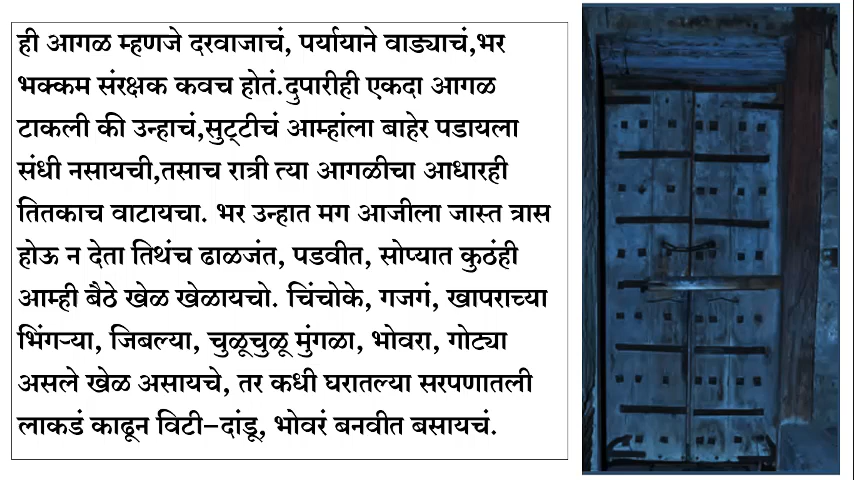 ही आगळ म्हणजे दरवाजाचं, पर्यायाने वाड्याचं,भर
भक्कम संरक्षक कवच होतं.दुपारीही एकदा आगळ
टाकली की उन्हाचं,सुट्टीचं आम्हांला बाहेर पडायला
संधी नसायची,तसाच रात्री त्या आगळीचा आधारही
तितकाच वाटायचा. भर उन्हात मग आजीला जास्त त्रास
होऊ न देता तिथंच ढाळजंत, पडवीत, सोप्यात कुठंही
आम्ही बैठे खेळ खेळायचो. चिंचोके, गजगं, खापराच्या
भिंगऱ्या, जिबल्या, चुळूचुळू मुंगळा, भोवरा, गोट्या
असले खेळ असायचे, तर कधी घरातल्या सरपणातली
लाकडं काढून विटी–दांडू, भोवरं बनवीत बसायचं.